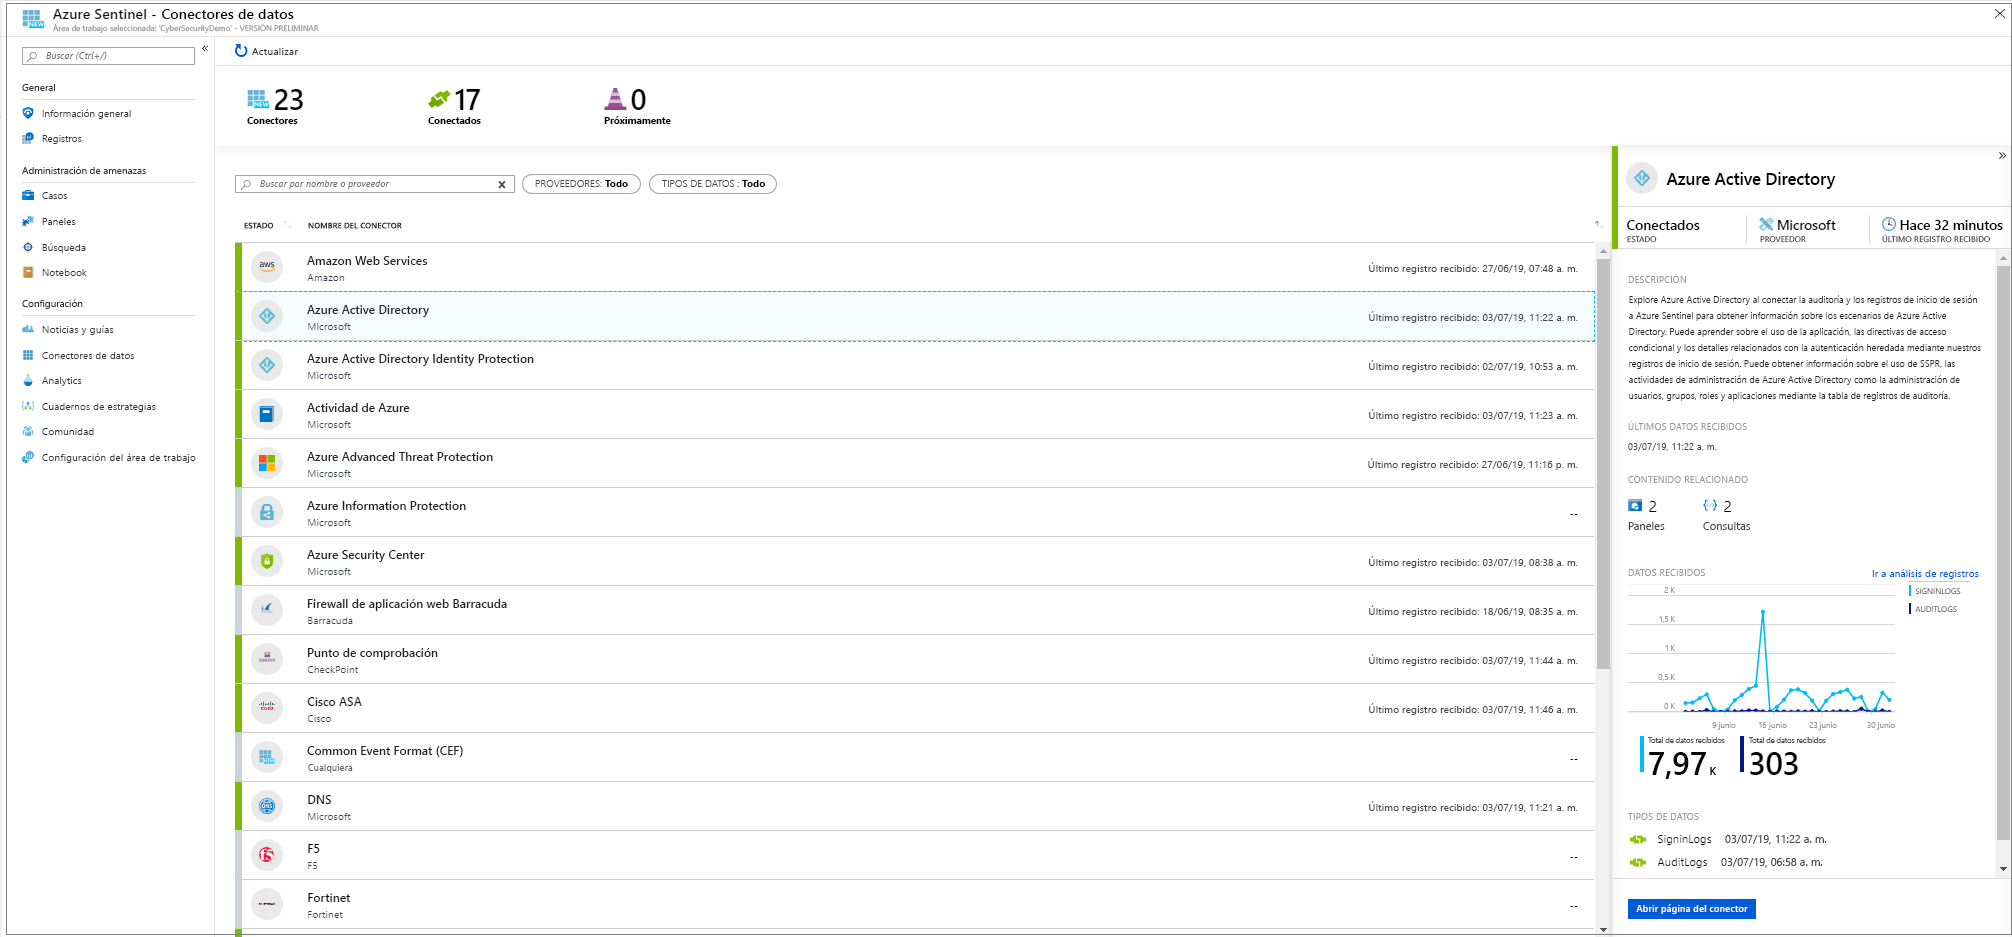 Azure Sentinel - Conectores de datos
Área de trabajo seleccionada: 'CyberSecurityDemo' - VERSIÓN PRELIMINAR
Buscar (Ctrl+/)
General
Información general
Registros
Administración de amenazas
Casos
Paneles
Búsqueda
Notebook
Configuración
Noticias y guías
Conectores de datos
Analytics
Cuadernos de estrategias
Comunidad
Configuración del área de trabajo
Actualizar
23
Conectores
17
Conectados
0
Próximamente
Buscar por nombre o proveedor
PROVEEDORES: Todo
TIPOS DE DATOS : Todo
ESTADO
NOMBRE DEL CONECTOR
aws
Amazon Web Services
Amazon
Último registro recibido: 27/06/19, 07:48 a. m.
Azure Active Directory
Microsoft
Último registro recibido: 03/07/19, 11:22 a. m.
Azure Active Directory Identity Protection
Microsoft
Último registro recibido: 02/07/19, 10:53 a. m.
Actividad de Azure
Microsoft
Último registro recibido: 03/07/19, 11:23 a. m.
Azure Advanced Threat Protection
Microsoft
Último registro recibido: 27/06/19, 11:16 p. m.
Azure Information Protection
Microsoft
--
Azure Security Center
Microsoft
Último registro recibido: 03/07/19, 08:38 a. m.
Firewall de aplicación web Barracuda
Barracuda
Último registro recibido: 18/06/19, 08:35 a. m.
Punto de comprobación
CheckPoint
Último registro recibido: 03/07/19, 11:44 a. m.
Cisco ASA
Cisco
Último registro recibido: 03/07/19, 11:46 a. m.
Common Event Format (CEF)
Cualquiera
--
DNS
DNS
Microsoft
Último registro recibido: 03/07/19, 11:21 a. m.
F5
F5
--
Fortinet
Fortinet
--
Azure Active Directory
Conectados
ESTADO
Microsoft
PROVEEDOR
Hace 32 minutos
ÚLTIMO REGISTRO RECIBIDO
DESCRIPCIÓN
Explore Azure Active Directory al conectar la auditoría y los registros de inicio de sesión
a Azure Sentinel para obtener información sobre los escenarios de Azure Active
Directory. Puede aprender sobre el uso de la aplicación, las directivas de acceso
condicional y los detalles relacionados con la autenticación heredada mediante nuestros
registros de inicio de sesión. Puede obtener información sobre el uso de SSPR, las
actividades de administración de Azure Active Directory como la administración de
usuarios, grupos, roles y aplicaciones mediante la tabla de registros de auditoría.
ÚLTIMOS DATOS RECIBIDOS
03/07/19, 11:22 a. m.
CONTENIDO RELACIONADO
2
Paneles
2
Consultas
DATOS RECIBIDOS
Ir a análisis de registros
SIGNINLOGS
AUDITLOGS
2 K
1,5 K
1 K
0,5 K
0 K
9 junio
16 junio
23 junio
30 junio
Total de datos recibidos
7,97 K
Total de datos recibidos
303
TIPOS DE DATOS
SigninLogs 03/07/19, 11:22 a. m.
AuditLogs 03/07/19, 06:58 a. m.
Abrir página del conector